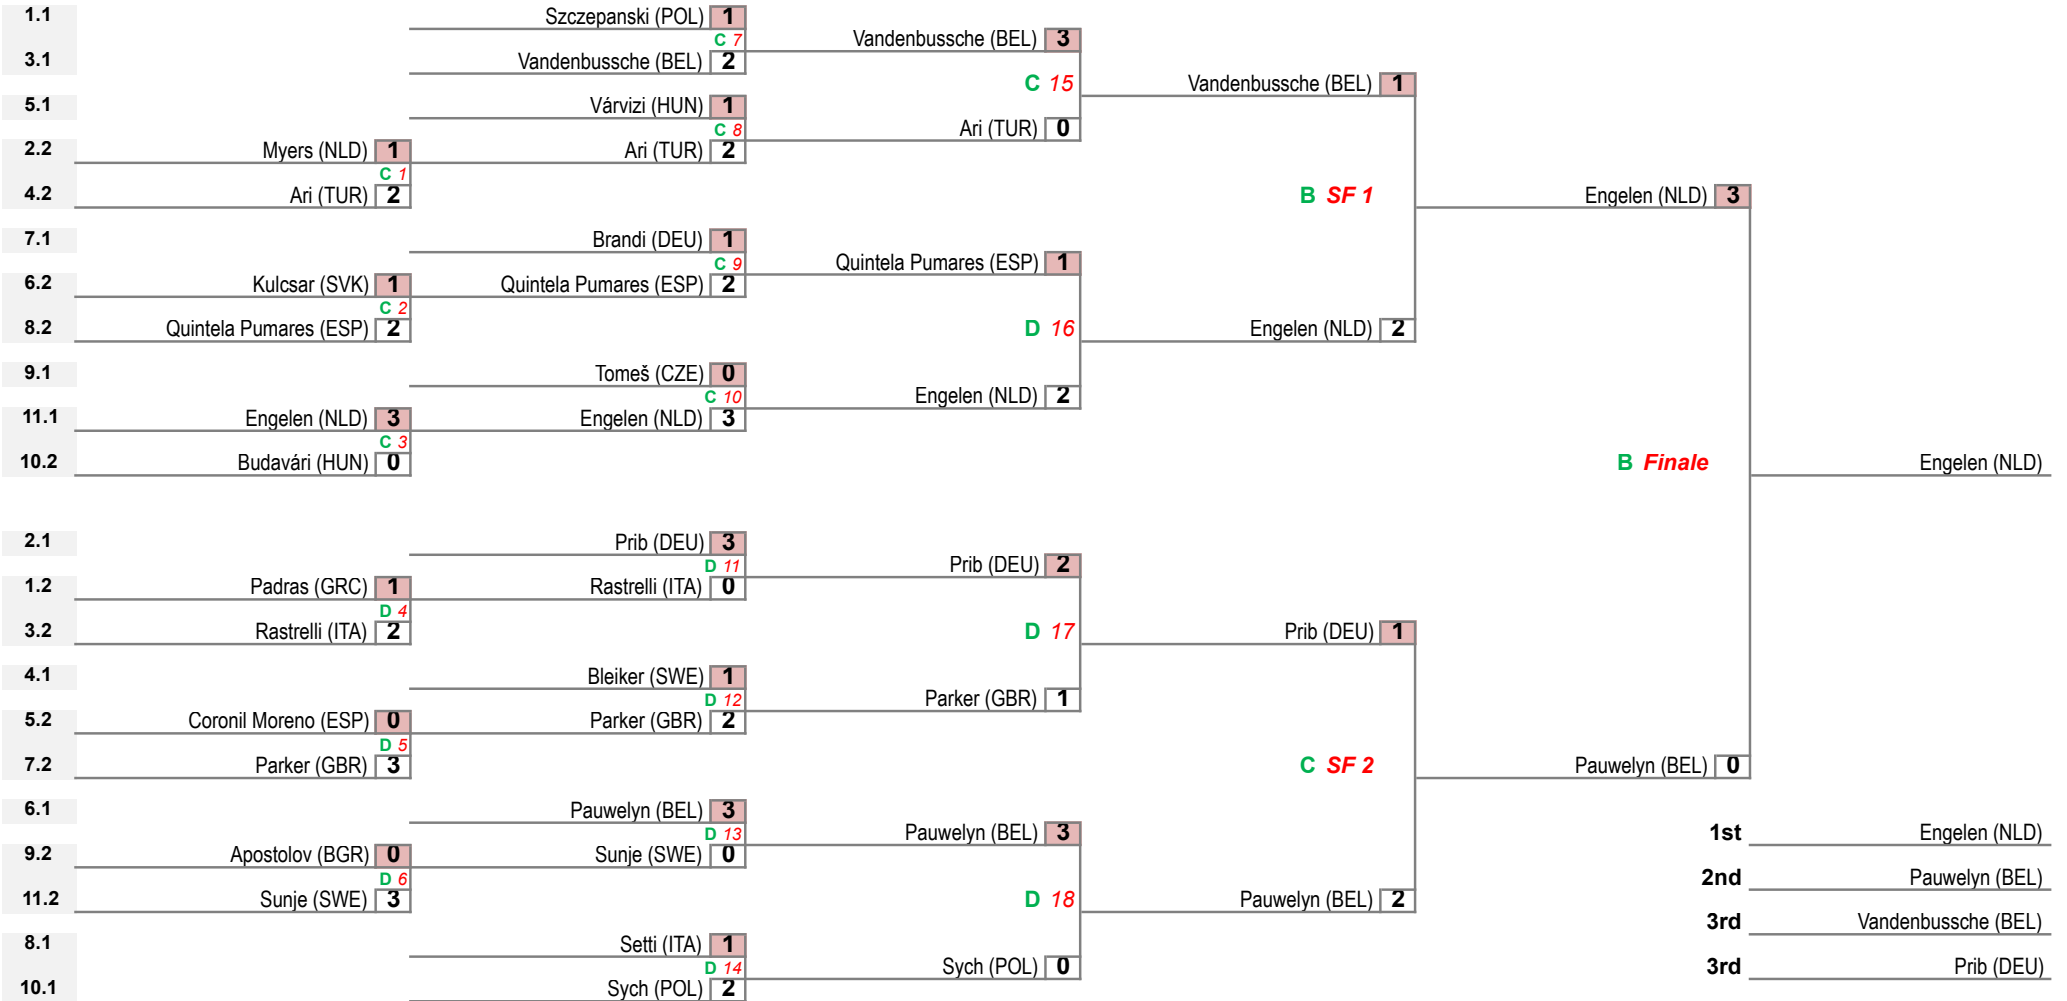 1.1 Szczepanski (POL) 1
C 7 Vandenbussche (BEL) 3
3.1 Vandenbussche (BEL) 2
C 15 Vandenbussche (BEL) 1
5.1 Várvizi (HUN) 1
C 8 Ari (TUR) 0
2.2 Myers (NLD) 1 Ari (TUR) 2
C 1
4.2 Ari (TUR) 2 B SF 1 Engelen (NLD) 3
7.1 Brandi (DEU) 1
C 9 Quintela Pumares (ESP) 1
6.2 Kulcsar (SVK) 1 Quintela Pumares (ESP) 2
C 2
8.2 Quintela Pumares (ESP) 2 D 16 Engelen (NLD) 2
9.1 Tomeš (CZE) 0
C 10 Engelen (NLD) 2
11.1 Engelen (NLD) 3 Engelen (NLD) 3
C 3
10.2 Budavári (HUN) 0 B Finale Engelen (NLD)
2.1 Prib (DEU) 3
D 11 Prib (DEU) 2
1.2 Padras (GRC) 1 Rastrelli (ITA) 0
D 4
3.2 Rastrelli (ITA) 2 D 17 Prib (DEU) 1
4.1 Bleiker (SWE) 1
D 12 Parker (GBR) 1
5.2 Coronil Moreno (ESP) 0 Parker (GBR) 2
D 5
7.2 Parker (GBR) 3 C SF 2 Pauwelyn (BEL) 0
6.1 Pauwelyn (BEL) 3
D 13 Pauwelyn (BEL) 3 1st Engelen (NLD)
9.2 Apostolov (BGR) 0 Sunje (SWE) 0
D 6 2nd Pauwelyn (BEL)
11.2 Sunje (SWE) 3 D 18 Pauwelyn (BEL) 2
3rd Vandenbussche (BEL)
8.1 Setti (ITA) 1
D 14 Sych (POL) 0 3rd Prib (DEU)
10.1 Sych (POL) 2